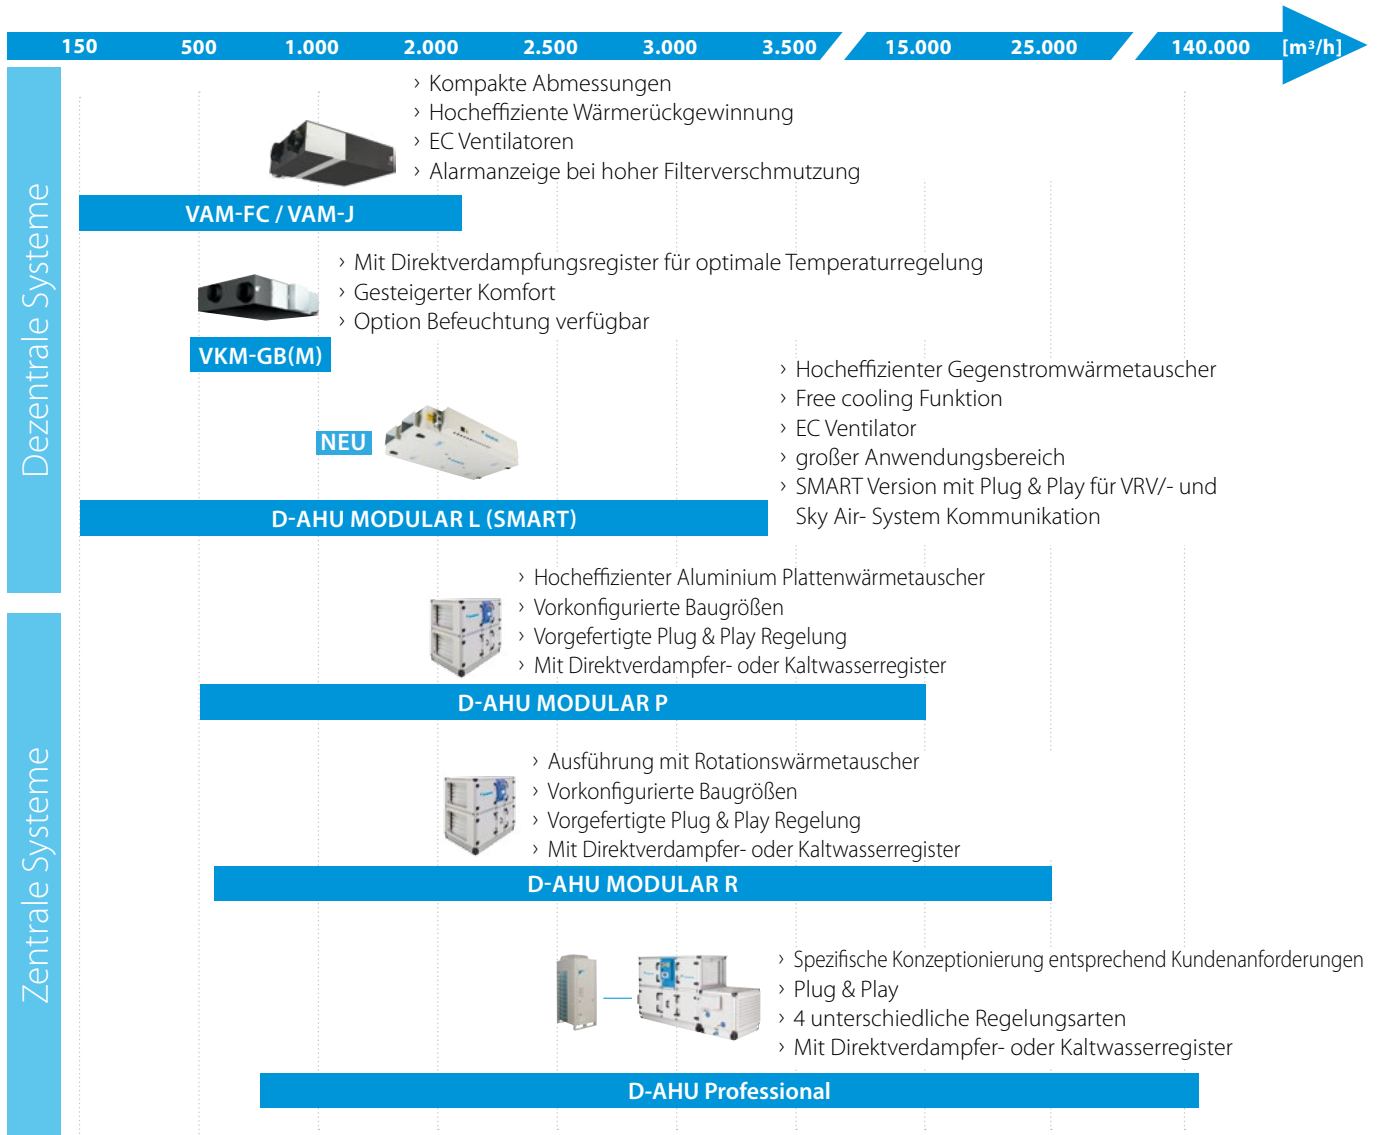 150 500 1.000 2.000 2.500 3.000 3.500 15.000 25.000 140.000 [m³/h]
Dezentrale Systeme
› Kompakte Abmessungen
› Hocheffiziente Wärmerückgewinnung
› EC Ventilatoren
› Alarmanzeige bei hoher Filterverschmutzung
VAM-FC / VAM-J
› Mit Direktverdampfungsregister für optimale Temperaturregelung
› Gesteigerter Komfort
› Option Befeuchtung verfügbar
VKM-GB(M)
NEU
› Hocheffizienter Gegenstromwärmetauscher
› Free cooling Funktion
› EC Ventilator
› großer Anwendungsbereich
› SMART Version mit Plug & Play für VRV/- und
Sky Air- System Kommunikation
D-AHU MODULAR L (SMART)
Zentrale Systeme
› Hocheffizienter Aluminium Plattenwärmetauscher
› Vorkonfigurierte Baugrößen
› Vorgefertigte Plug & Play Regelung
› Mit Direktverdampfer- oder Kaltwasserregister
D-AHU MODULAR P
› Ausführung mit Rotationswärmetauscher
› Vorkonfigurierte Baugrößen
› Vorgefertigte Plug & Play Regelung
› Mit Direktverdampfer- oder Kaltwasserregister
D-AHU MODULAR R
› Spezifische Konzeptionierung entsprechend Kundenanforderungen
› Plug & Play
› 4 unterschiedliche Regelungsarten
› Mit Direktverdampfer- oder Kaltwasserregister
D-AHU Professional